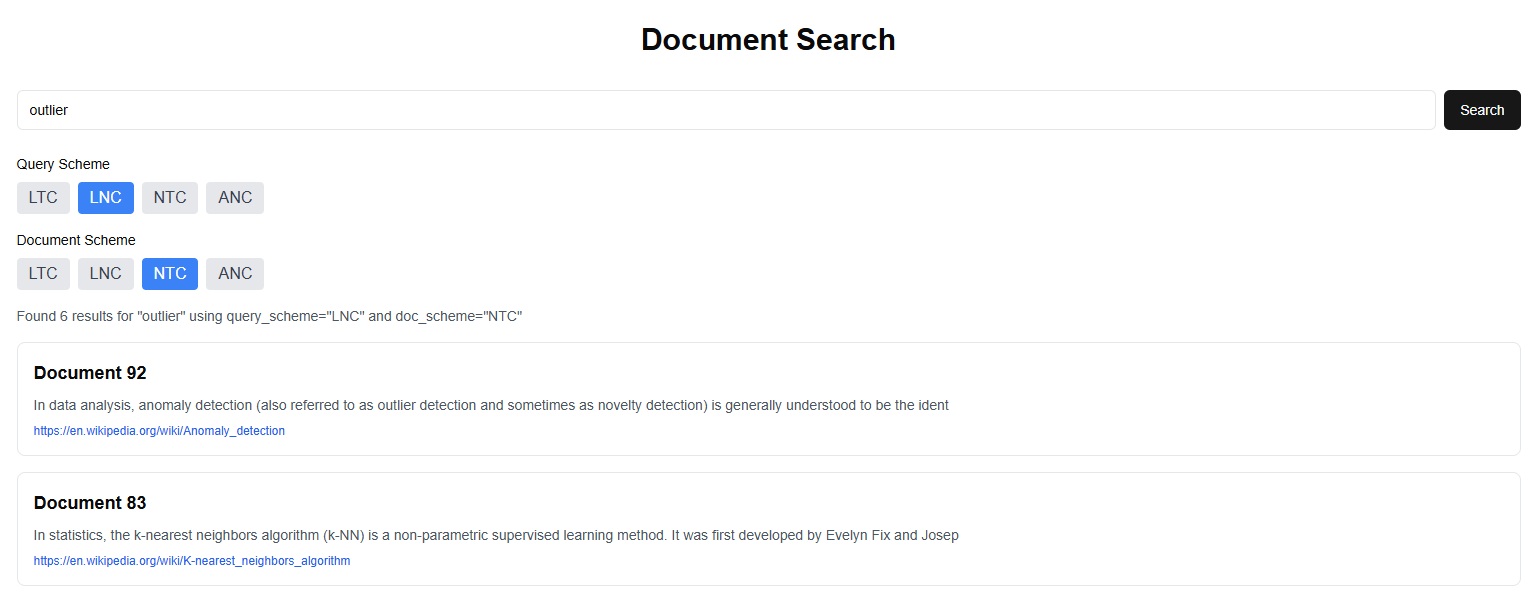 Document Search
outlier
Search
Query Scheme
LTC LNC NTC ANC
Document Scheme
LTC LNC NTC ANC
Found 6 results for "outlier" using query_scheme="LNC" and doc_scheme="NTC"
Document 92
In data analysis, anomaly detection (also referred to as outlier detection and sometimes as novelty detection) is generally understood to be the ident
https://en.wikipedia.org/wiki/Anomaly_detection
Document 83
In statistics, the k-nearest neighbors algorithm (k-NN) is a non-parametric supervised learning method. It was first developed by Evelyn Fix and Josep
https://en.wikipedia.org/wiki/K-nearest_neighbors_algorithm